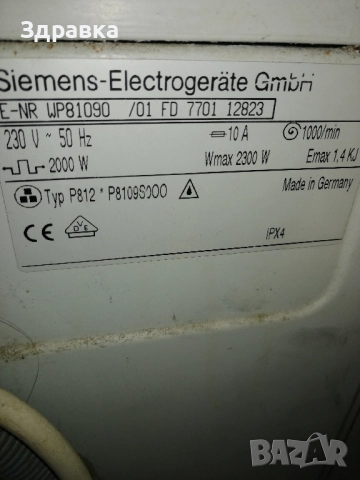 Здравка
Siemens-Electrogeräte GmbH
E-NR WP81090 /01 FD 7701 12823
230 V ~ 50 Hz 10 A 1000/min
2000 W Wmax 2300 W Emax 1,4 KJ
Typ P812 * P8109S000 Made in Germany
CE DVE IPX4
BAZAR